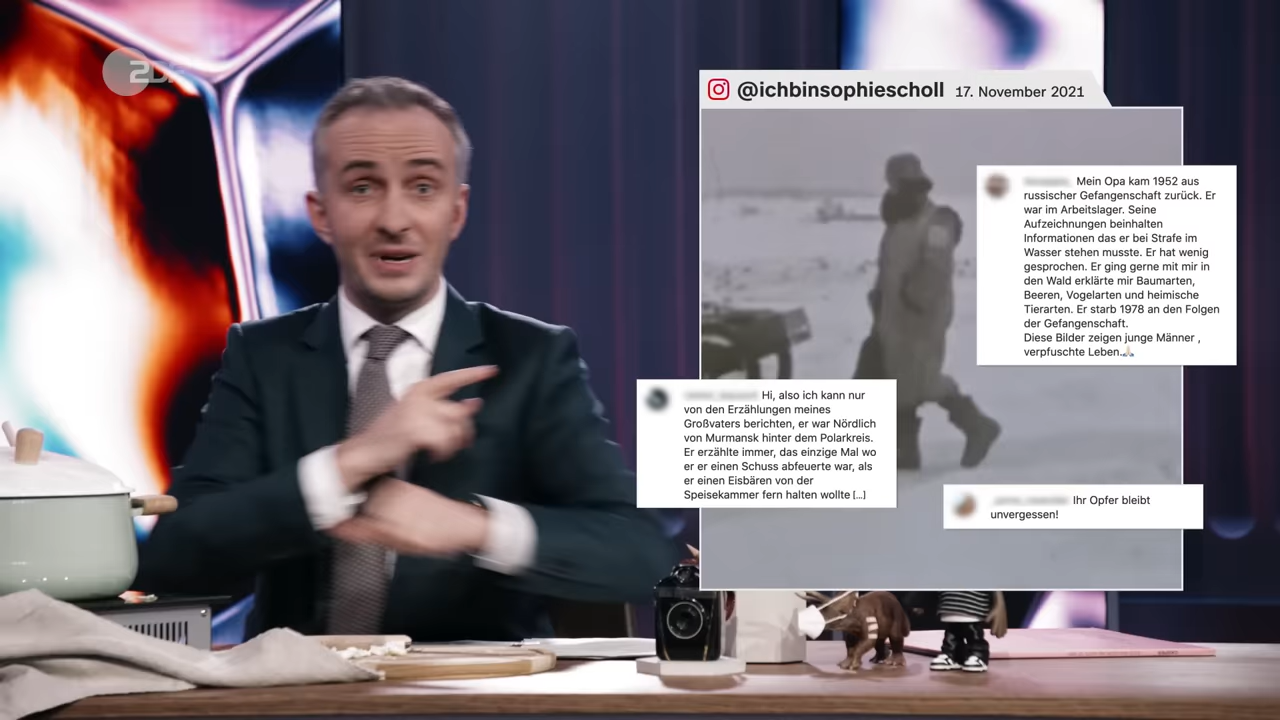 ZDF
@ichbinsophiescholl 17. November 2021
Mein Opa kam 1952 aus
russischer Gefangenschaft zurück. Er
war im Arbeitslager. Seine
Aufzeichnungen beinhalten
Informationen das er bei Strafe im
Wasser stehen musste. Er hat wenig
gesprochen. Er ging gerne mit mir in
den Wald erklärte mir Baumarten,
Beeren, Vogelarten und heimische
Tierarten. Er starb 1978 an den Folgen
der Gefangenschaft.
Diese Bilder zeigen junge Männer ,
verpfuschte Leben.🙏🏻
Hi, also ich kann nur
von den Erzählungen meines
Großvaters berichten, er war Nördlich
von Murmansk hinter dem Polarkreis.
Er erzählte immer, das einzige Mal wo
er er einen Schuss abfeuerte war, als
er einen Eisbären von der
Speisekammer fern halten wollte [...]
Ihr Opfer bleibt
unvergessen!